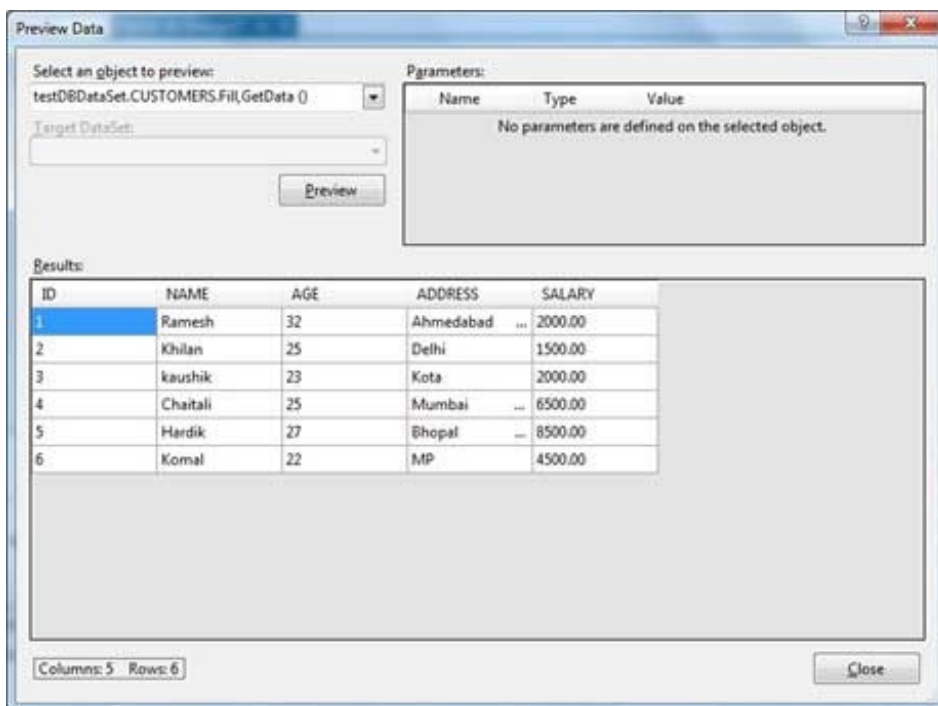 Preview Data
Select an object to preview:
testDBDataSet.CUSTOMERS.Fill,GetData ()
Target DataSet:
Preview
Parameters:
Name Type Value
No parameters are defined on the selected object.
Results:
ID NAME AGE ADDRESS SALARY
1 Ramesh 32 Ahmedabad ... 2000.00
2 Khilan 25 Delhi 1500.00
3 kaushik 23 Kota 2000.00
4 Chaitali 25 Mumbai ... 6500.00
5 Hardik 27 Bhopal ... 8500.00
6 Komal 22 MP 4500.00
Columns: 5 Rows: 6
Close